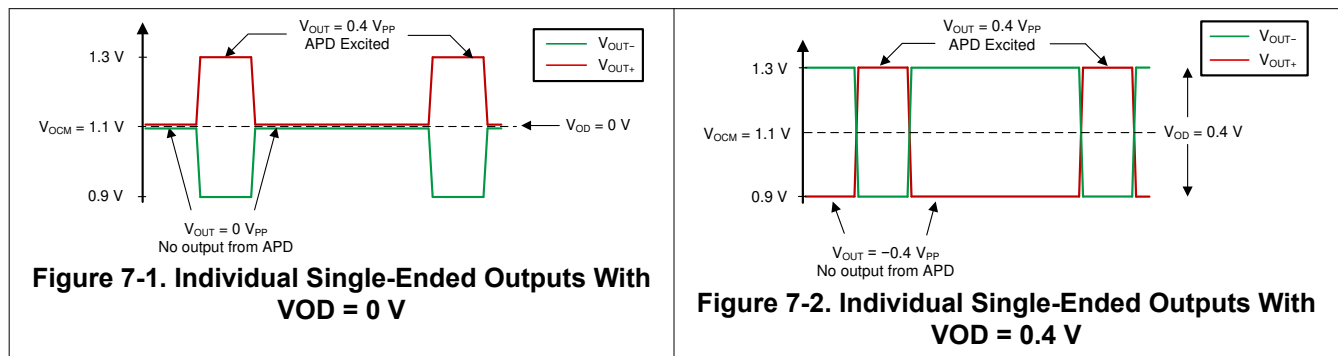 V_OUT = 0.4 V_PP
APD Excited
V_OUT−
V_OUT+
1.3 V
V_OCM = 1.1 V
V_OD = 0 V
0.9 V
V_OUT = 0 V_PP
No output from APD
Figure 7-1. Individual Single-Ended Outputs With
VOD = 0 V
V_OUT = 0.4 V_PP
APD Excited
V_OUT−
V_OUT+
1.3 V
V_OCM = 1.1 V
V_OD = 0.4 V
0.9 V
V_OUT = −0.4 V_PP
No output from APD
Figure 7-2. Individual Single-Ended Outputs With
VOD = 0.4 V